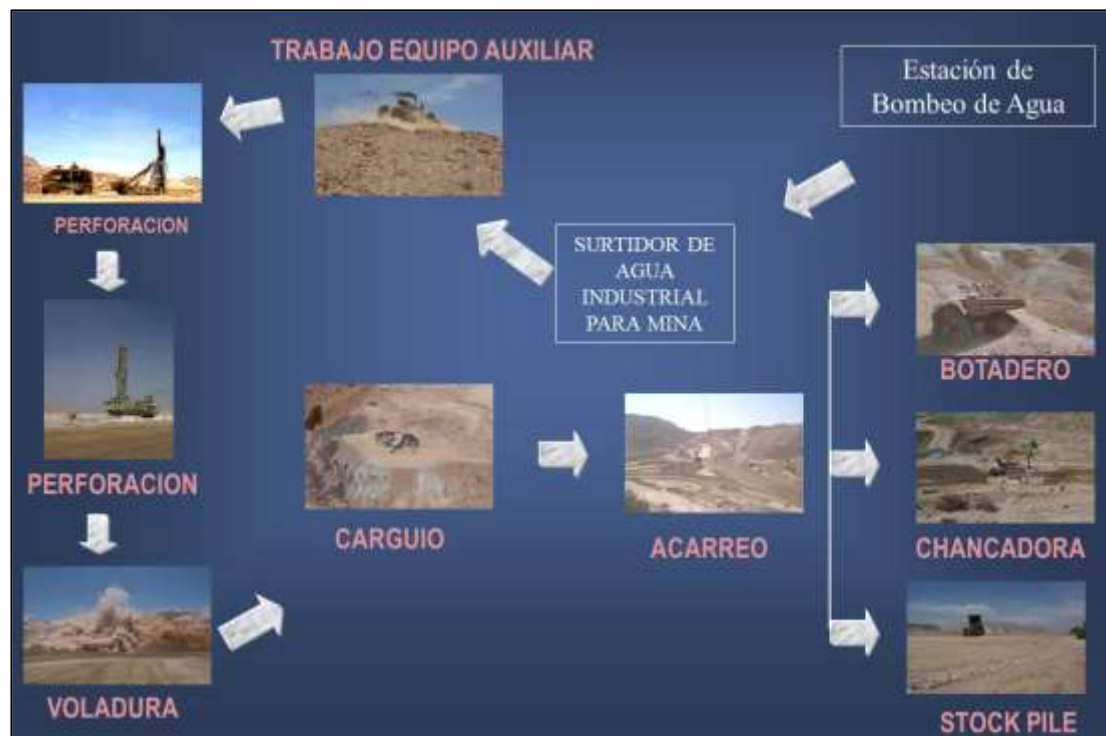 TRABAJO EQUIPO AUXILIAR
Estación de
Bombeo de Agua
PERFORACION
SURTIDOR DE
AGUA
INDUSTRIAL
PARA MINA
BOTADERO
PERFORACION
CARGUIO
ACARREO
CHANCADORA
VOLADURA
STOCK PILE